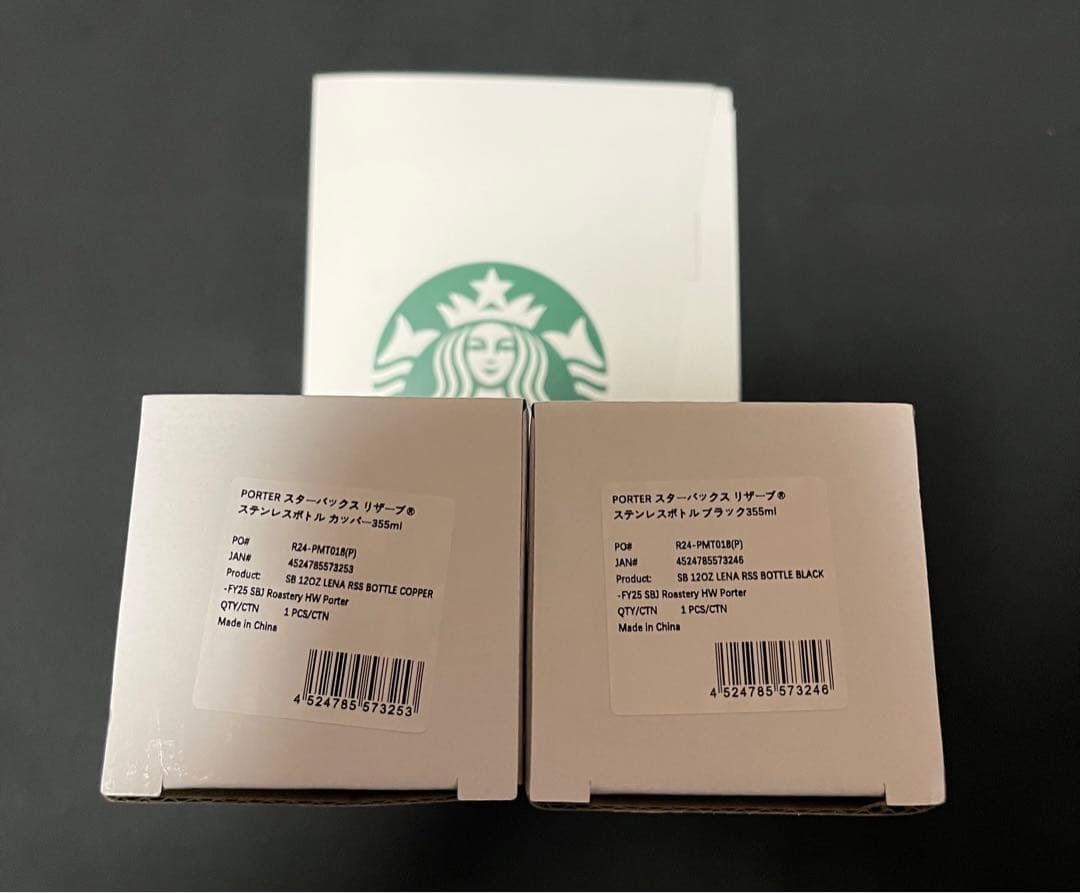 PORTER スターバックス リザーブ®
ステンレスボトル カッパー355ml
PO# R24-PMT018(P)
JAN# 4524785573253
Product: SB 12OZ LENA RSS BOTTLE COPPER
-FY25 SBJ Roastery HW Porter
QTY/CTN 1 PCS/CTN
Made in China
4 524785 573253
PORTER スターバックス リザーブ®
ステンレスボトル ブラック355ml
PO# R24-PMT018(P)
JAN# 4524785573246
Product: SB 12OZ LENA RSS BOTTLE BLACK
-FY25 SBJ Roastery HW Porter
QTY/CTN 1 PCS/CTN
Made in China
4 524785 573246